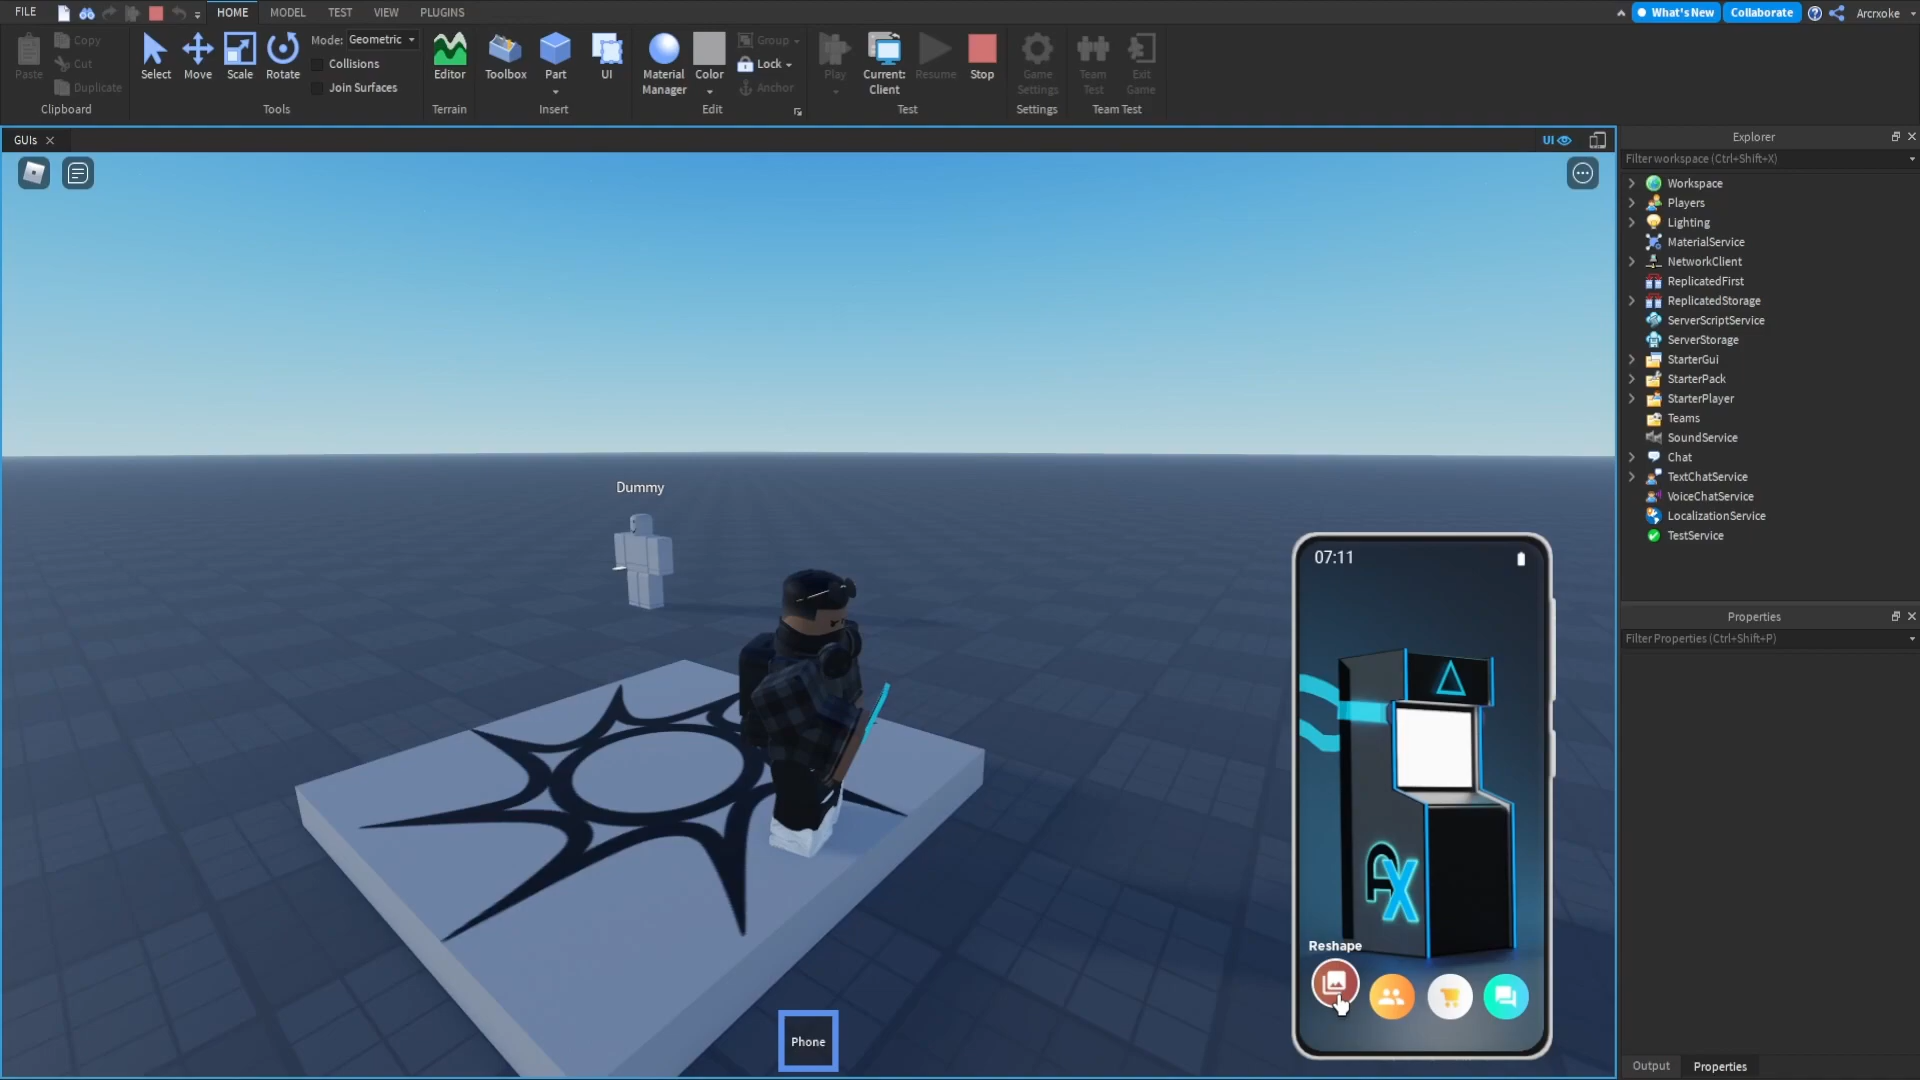 FILE HOME MODEL TEST VIEW PLUGINS What's New Collaborate Arcrxoke
Paste Copy Cut Duplicate
Select Move Scale Rotate
Mode: Geometric
Collisions
Join Surfaces
Editor Toolbox Part UI
Material Manager Color
Group
Lock
Anchor
Play Current: Client Resume Stop
Game Settings Team Test Exit Game
Clipboard Tools Terrain Insert Edit Test Settings Team Test
GUIs UI
Explorer
Filter workspace (Ctrl+Shift+X)
Workspace
Players
Lighting
MaterialService
NetworkClient
ReplicatedFirst
ReplicatedStorage
ServerScriptService
ServerStorage
StarterGui
StarterPack
StarterPlayer
Teams
SoundService
Chat
TextChatService
VoiceChatService
LocalizationService
TestService
Properties
Filter Properties (Ctrl+Shift+P)
Output Properties
Dummy
07:11
AX
Reshape
Phone